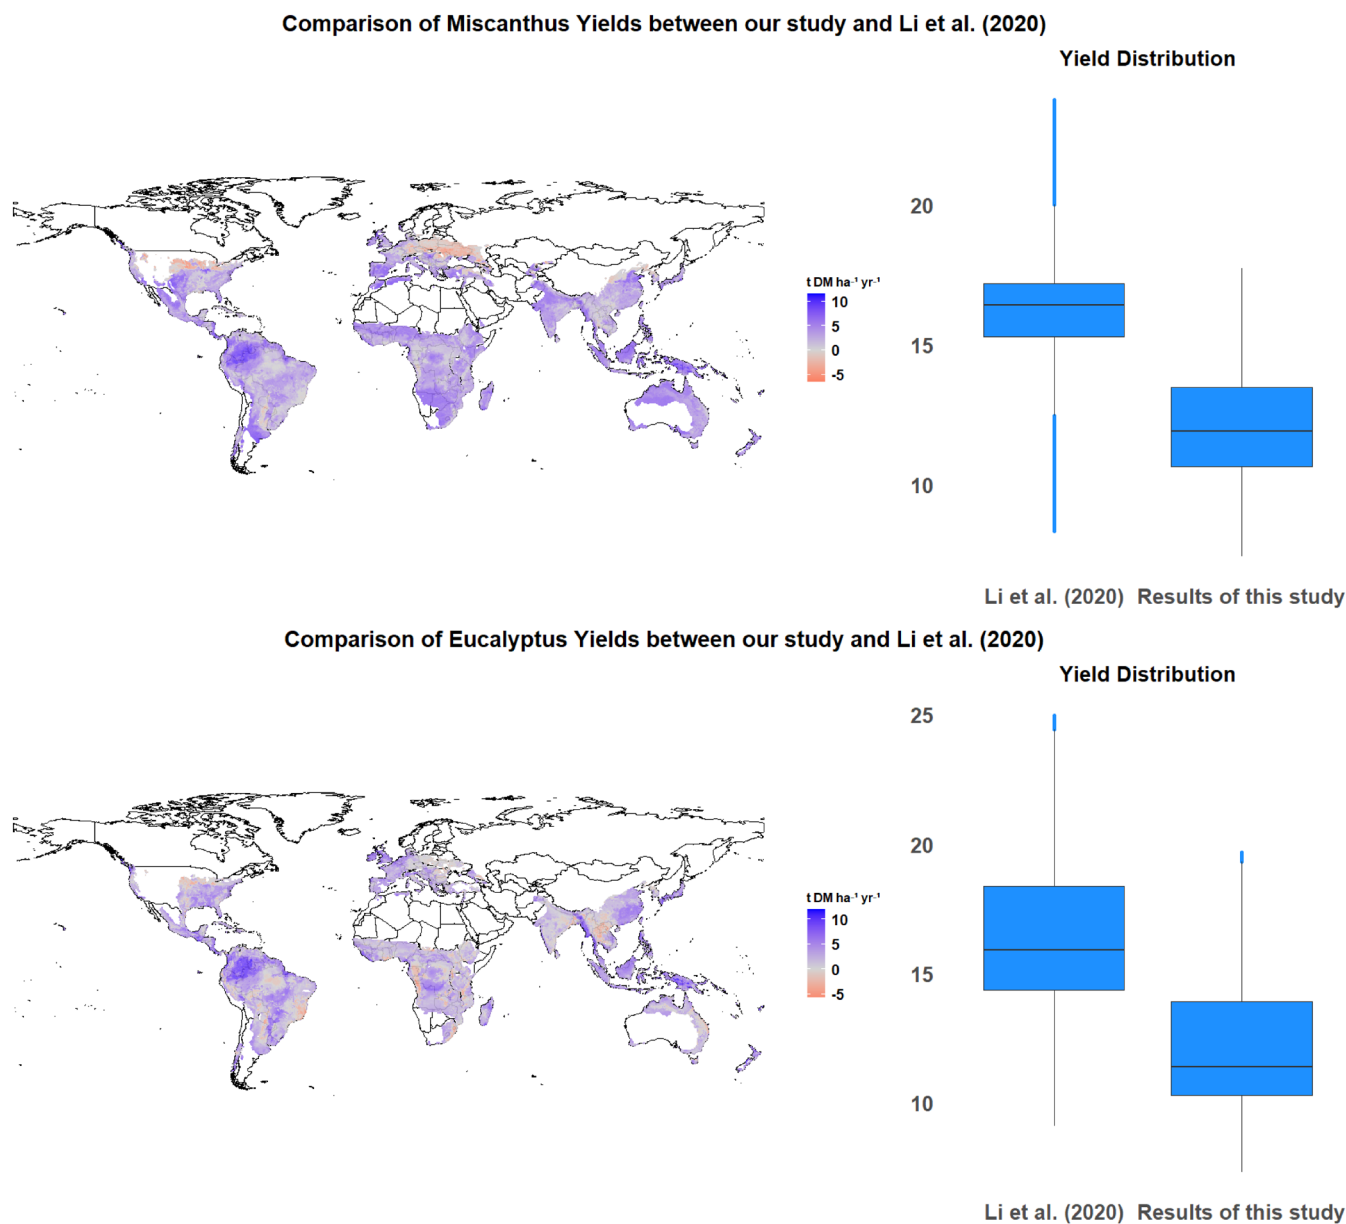 Comparison of Miscanthus Yields between our study and Li et al. (2020)
Yield Distribution
t DM ha⁻¹ yr⁻¹
10
5
0
-5
20
15
10
Li et al. (2020)
Results of this study
Comparison of Eucalyptus Yields between our study and Li et al. (2020)
Yield Distribution
t DM ha⁻¹ yr⁻¹
10
5
0
-5
25
20
15
10
Li et al. (2020)
Results of this study